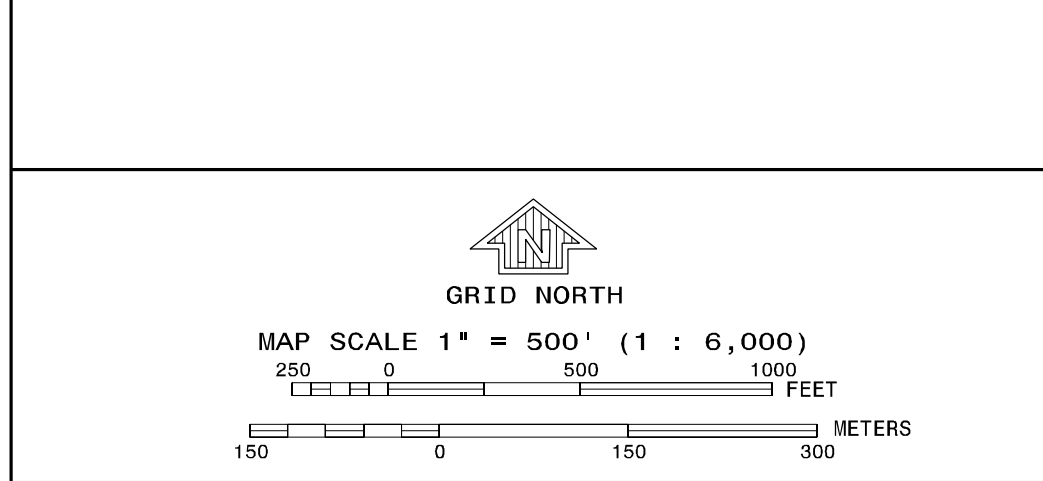 N
GRID NORTH
MAP SCALE 1" = 500' (1 : 6,000)
250 0 500 1000
FEET
METERS
150 0 150 300